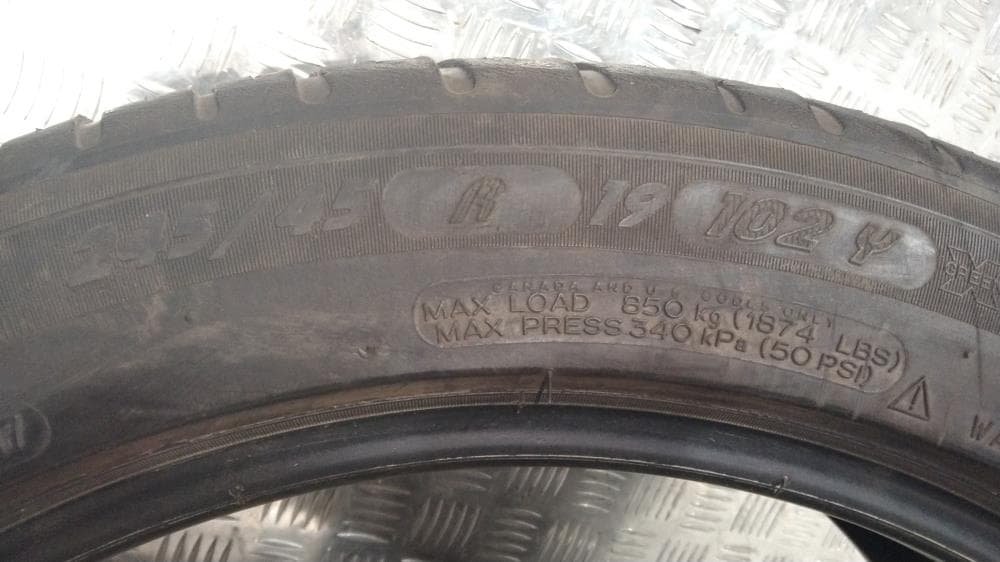 245/45 R 19 102 Y
GREEN X
CANADA AND U.S. CODES ONLY
MAX LOAD 850 kg (1874 LBS)
MAX PRESS 340 kPa (50 PSI)